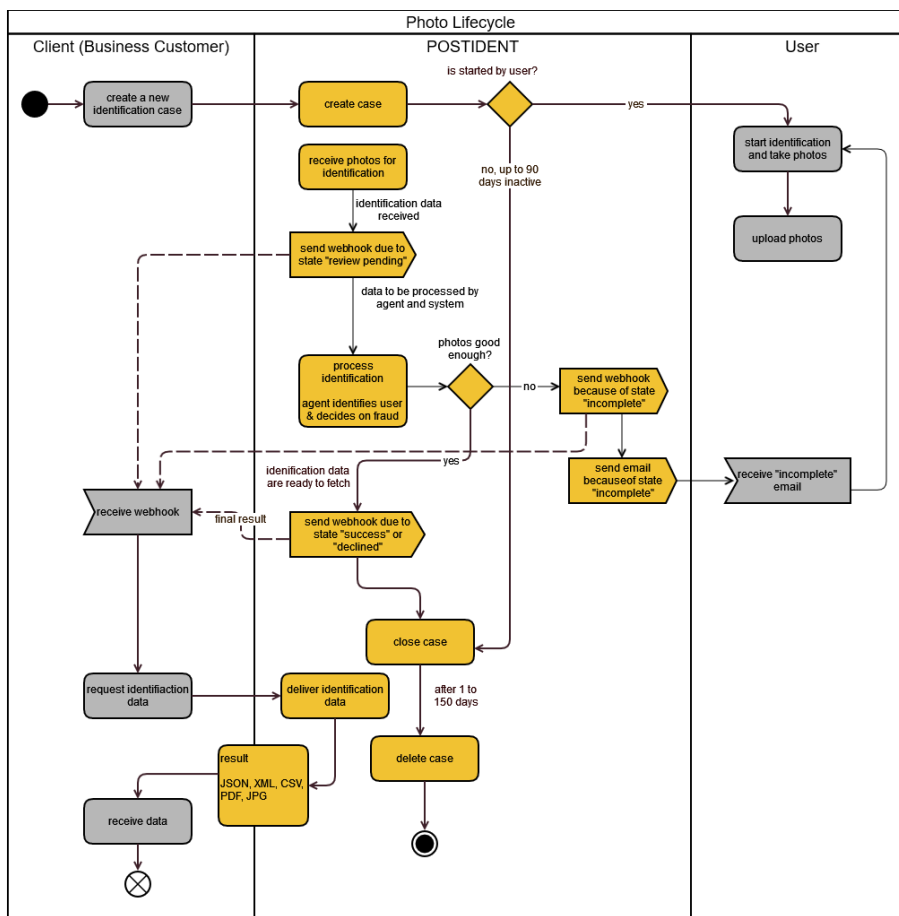 Photo Lifecycle
Client (Business Customer)
POSTIDENT
User
is started by user?
create a new
identification case
create case
yes
start identification
and take photos
receive photos for
identification
no, up to 90
days inactive
identification data
received
upload photos
send webhook due to
state "review pending"
data to be processed by
agent and system
photos good
enough?
process
identification
agent identifies user
& decides on fraud
no
send webhook
because of state
"incomplete"
yes
idenification data
are ready to fetch
send email
becauseof state
"incomplete"
receive "incomplete"
email
receive webhook
final result
send webhook due to
state "success" or
"declined"
close case
request identifiaction
data
deliver identification
data
after 1 to
150 days
result
JSON, XML, CSV,
PDF, JPG
delete case
receive data